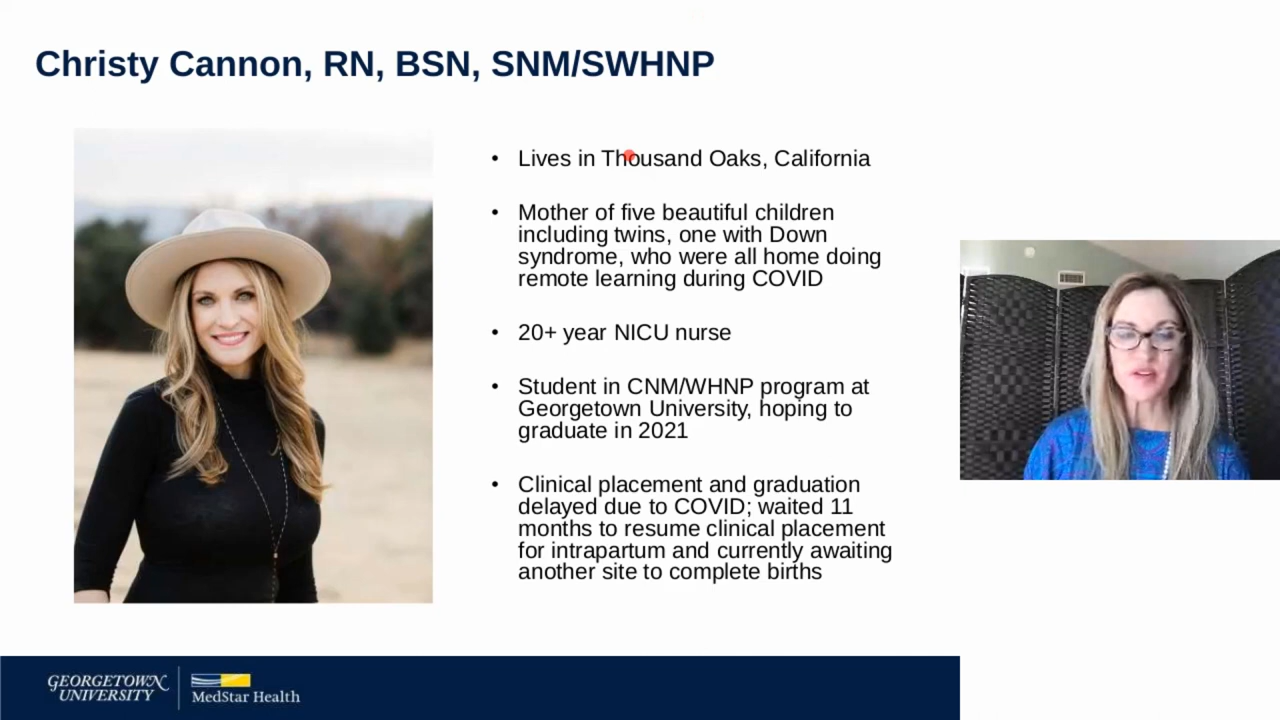 Christy Cannon, RN, BSN, SNM/SWHNP
• Lives in Thousand Oaks, California
• Mother of five beautiful children
including twins, one with Down
syndrome, who were all home doing
remote learning during COVID
• 20+ year NICU nurse
• Student in CNM/WHNP program at
Georgetown University, hoping to
graduate in 2021
• Clinical placement and graduation
delayed due to COVID; waited 11
months to resume clinical placement
for intrapartum and currently awaiting
another site to complete births
GEORGETOWN
UNIVERSITY
MedStar Health